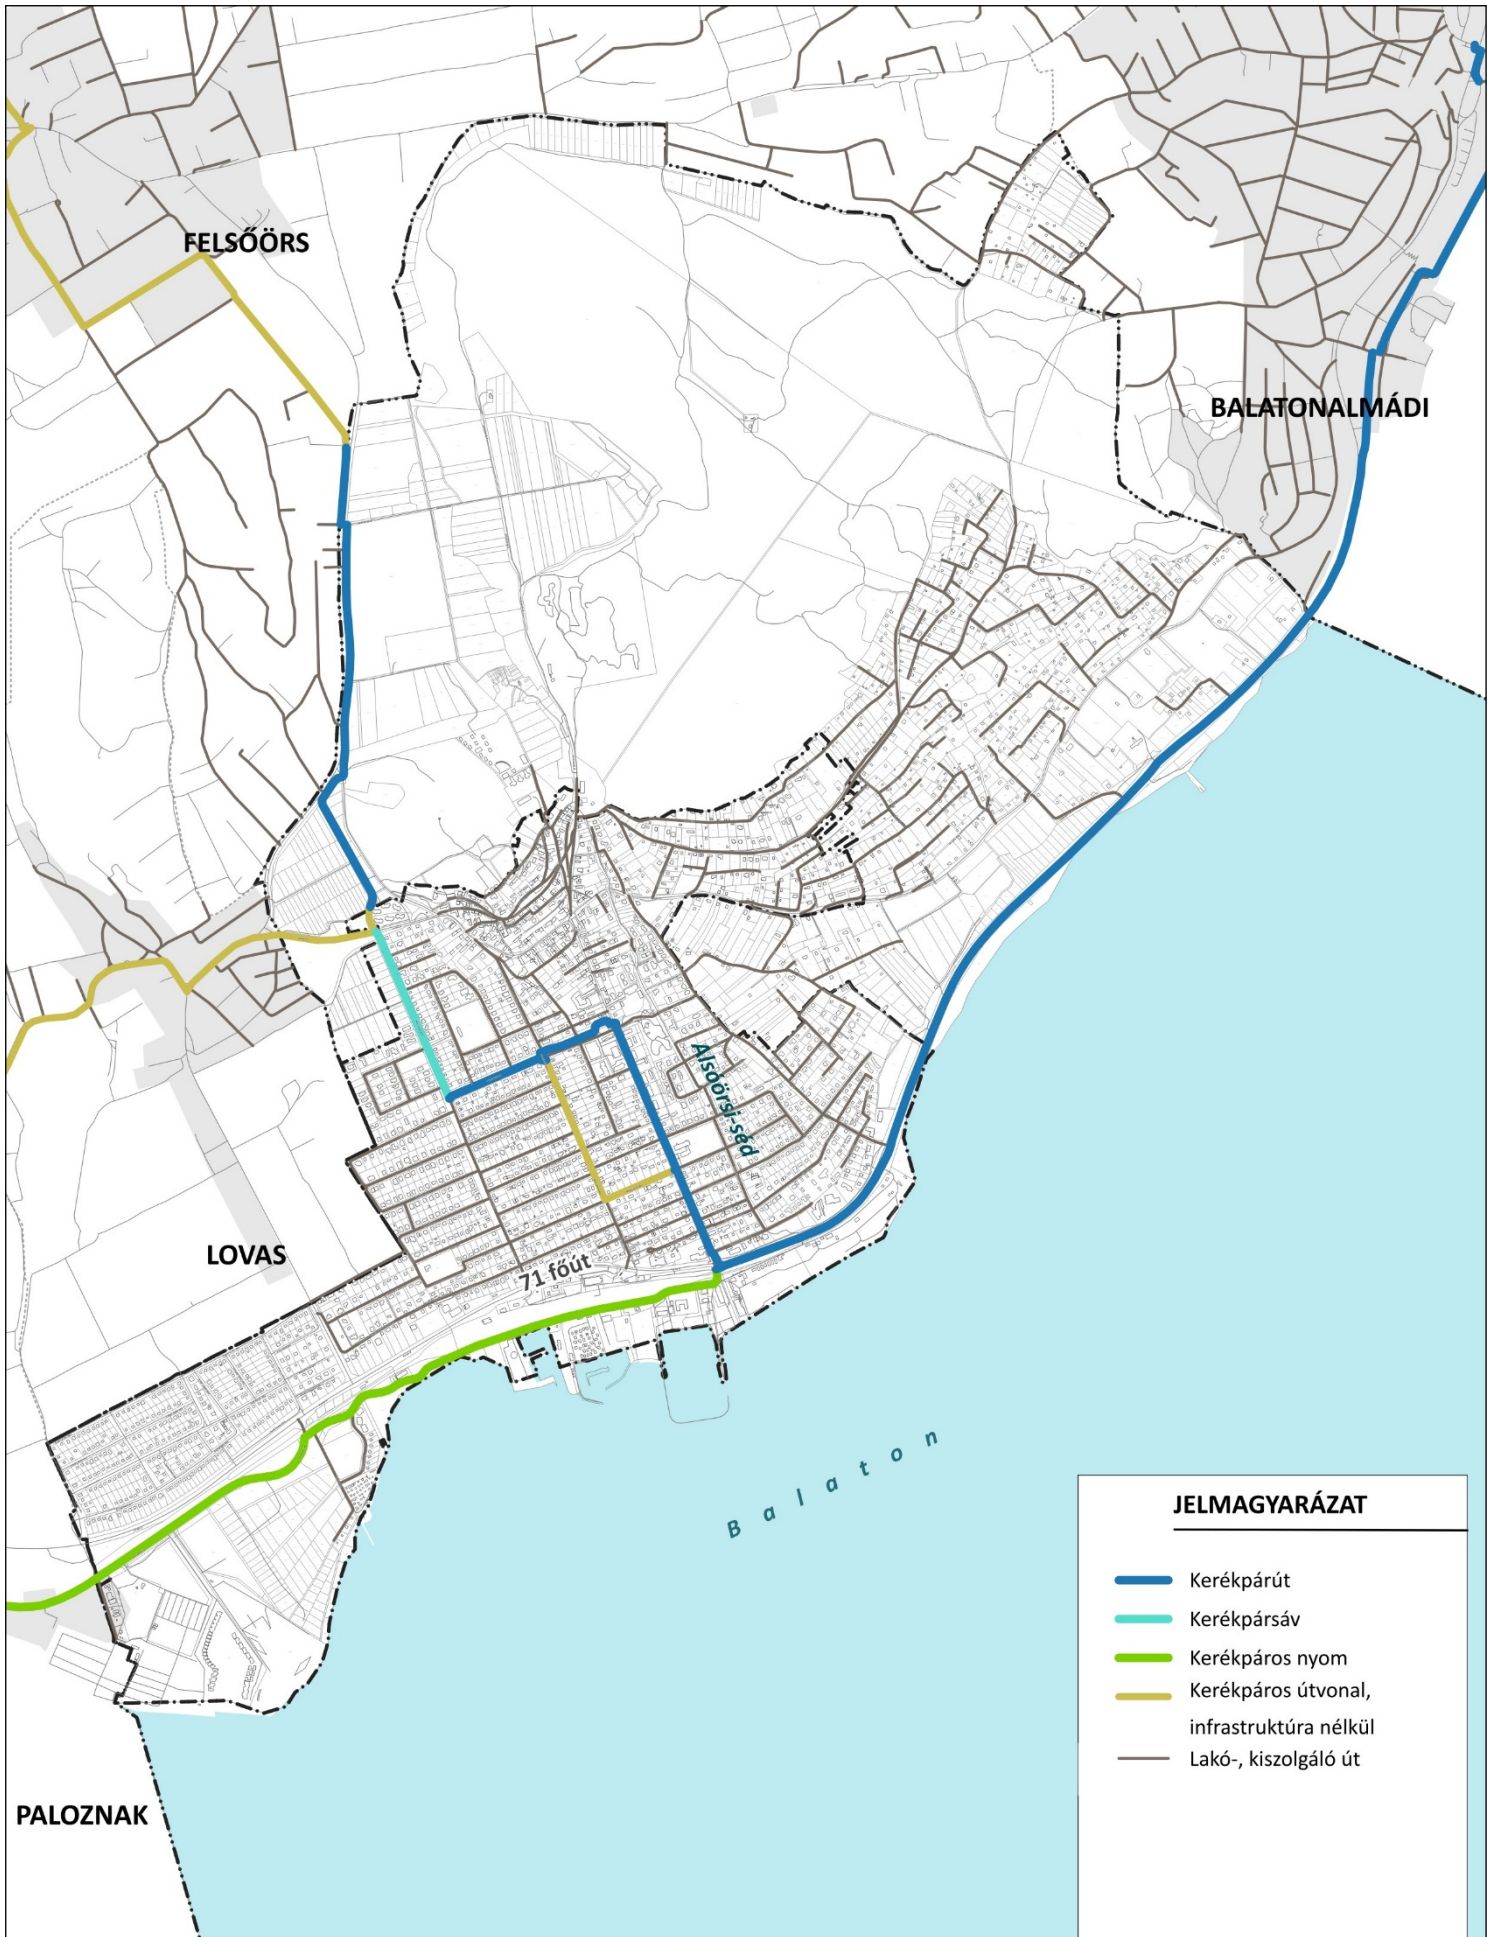 FELSŐÖRS
BALATONALMÁDI
Alsóörsi-séd
LOVAS
71 főút
Balaton
JELMAGYARÁZAT
Kerékpárút
Kerékpársáv
Kerékpáros nyom
Kerékpáros útvonal,
infrastruktúra nélkül
Lakó-, kiszolgáló út
PALOZNAK